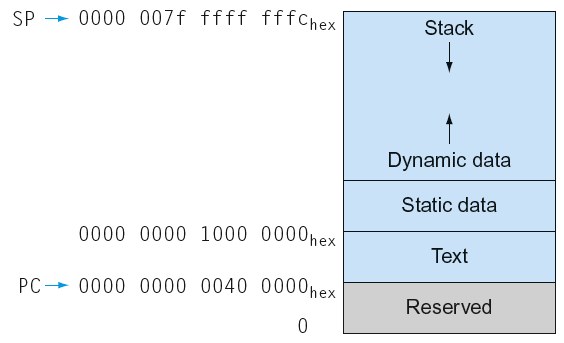 SP → 0000 007f ffff fffc hex
Stack
Dynamic data
Static data
0000 0000 1000 0000 hex
Text
PC → 0000 0000 0040 0000 hex
Reserved
0